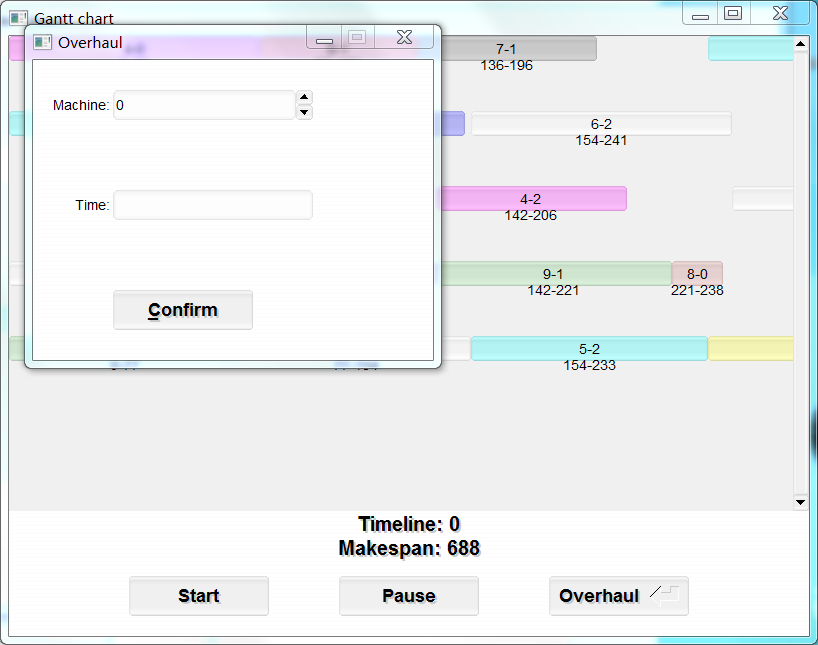 Gantt chart
Overhaul
Machine: 0
Time:
Confirm
7-1
136-196
6-2
154-241
4-2
142-206
9-1
142-221
8-0
221-238
5-2
154-233
Timeline: 0
Makespan: 688
Start
Pause
Overhaul